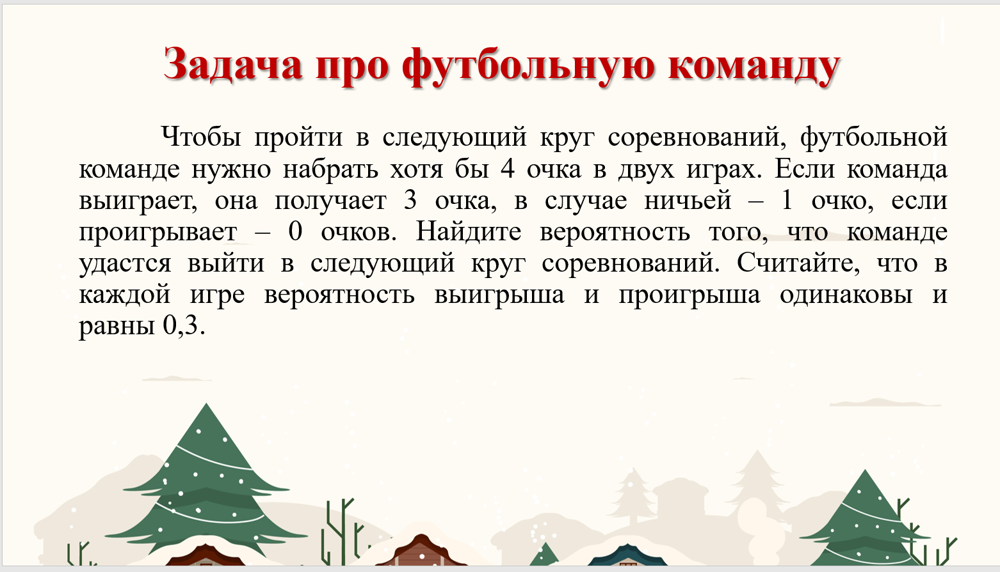 Задача про футбольную команду
Чтобы пройти в следующий круг соревнований, футбольной
команде нужно набрать хотя бы 4 очка в двух играх. Если команда
выиграет, она получает 3 очка, в случае ничьей – 1 очко, если
проигрывает – 0 очков. Найдите вероятность того, что команде
удастся выйти в следующий круг соревнований. Считайте, что в
каждой игре вероятность выигрыша и проигрыша одинаковы и
равны 0,3.